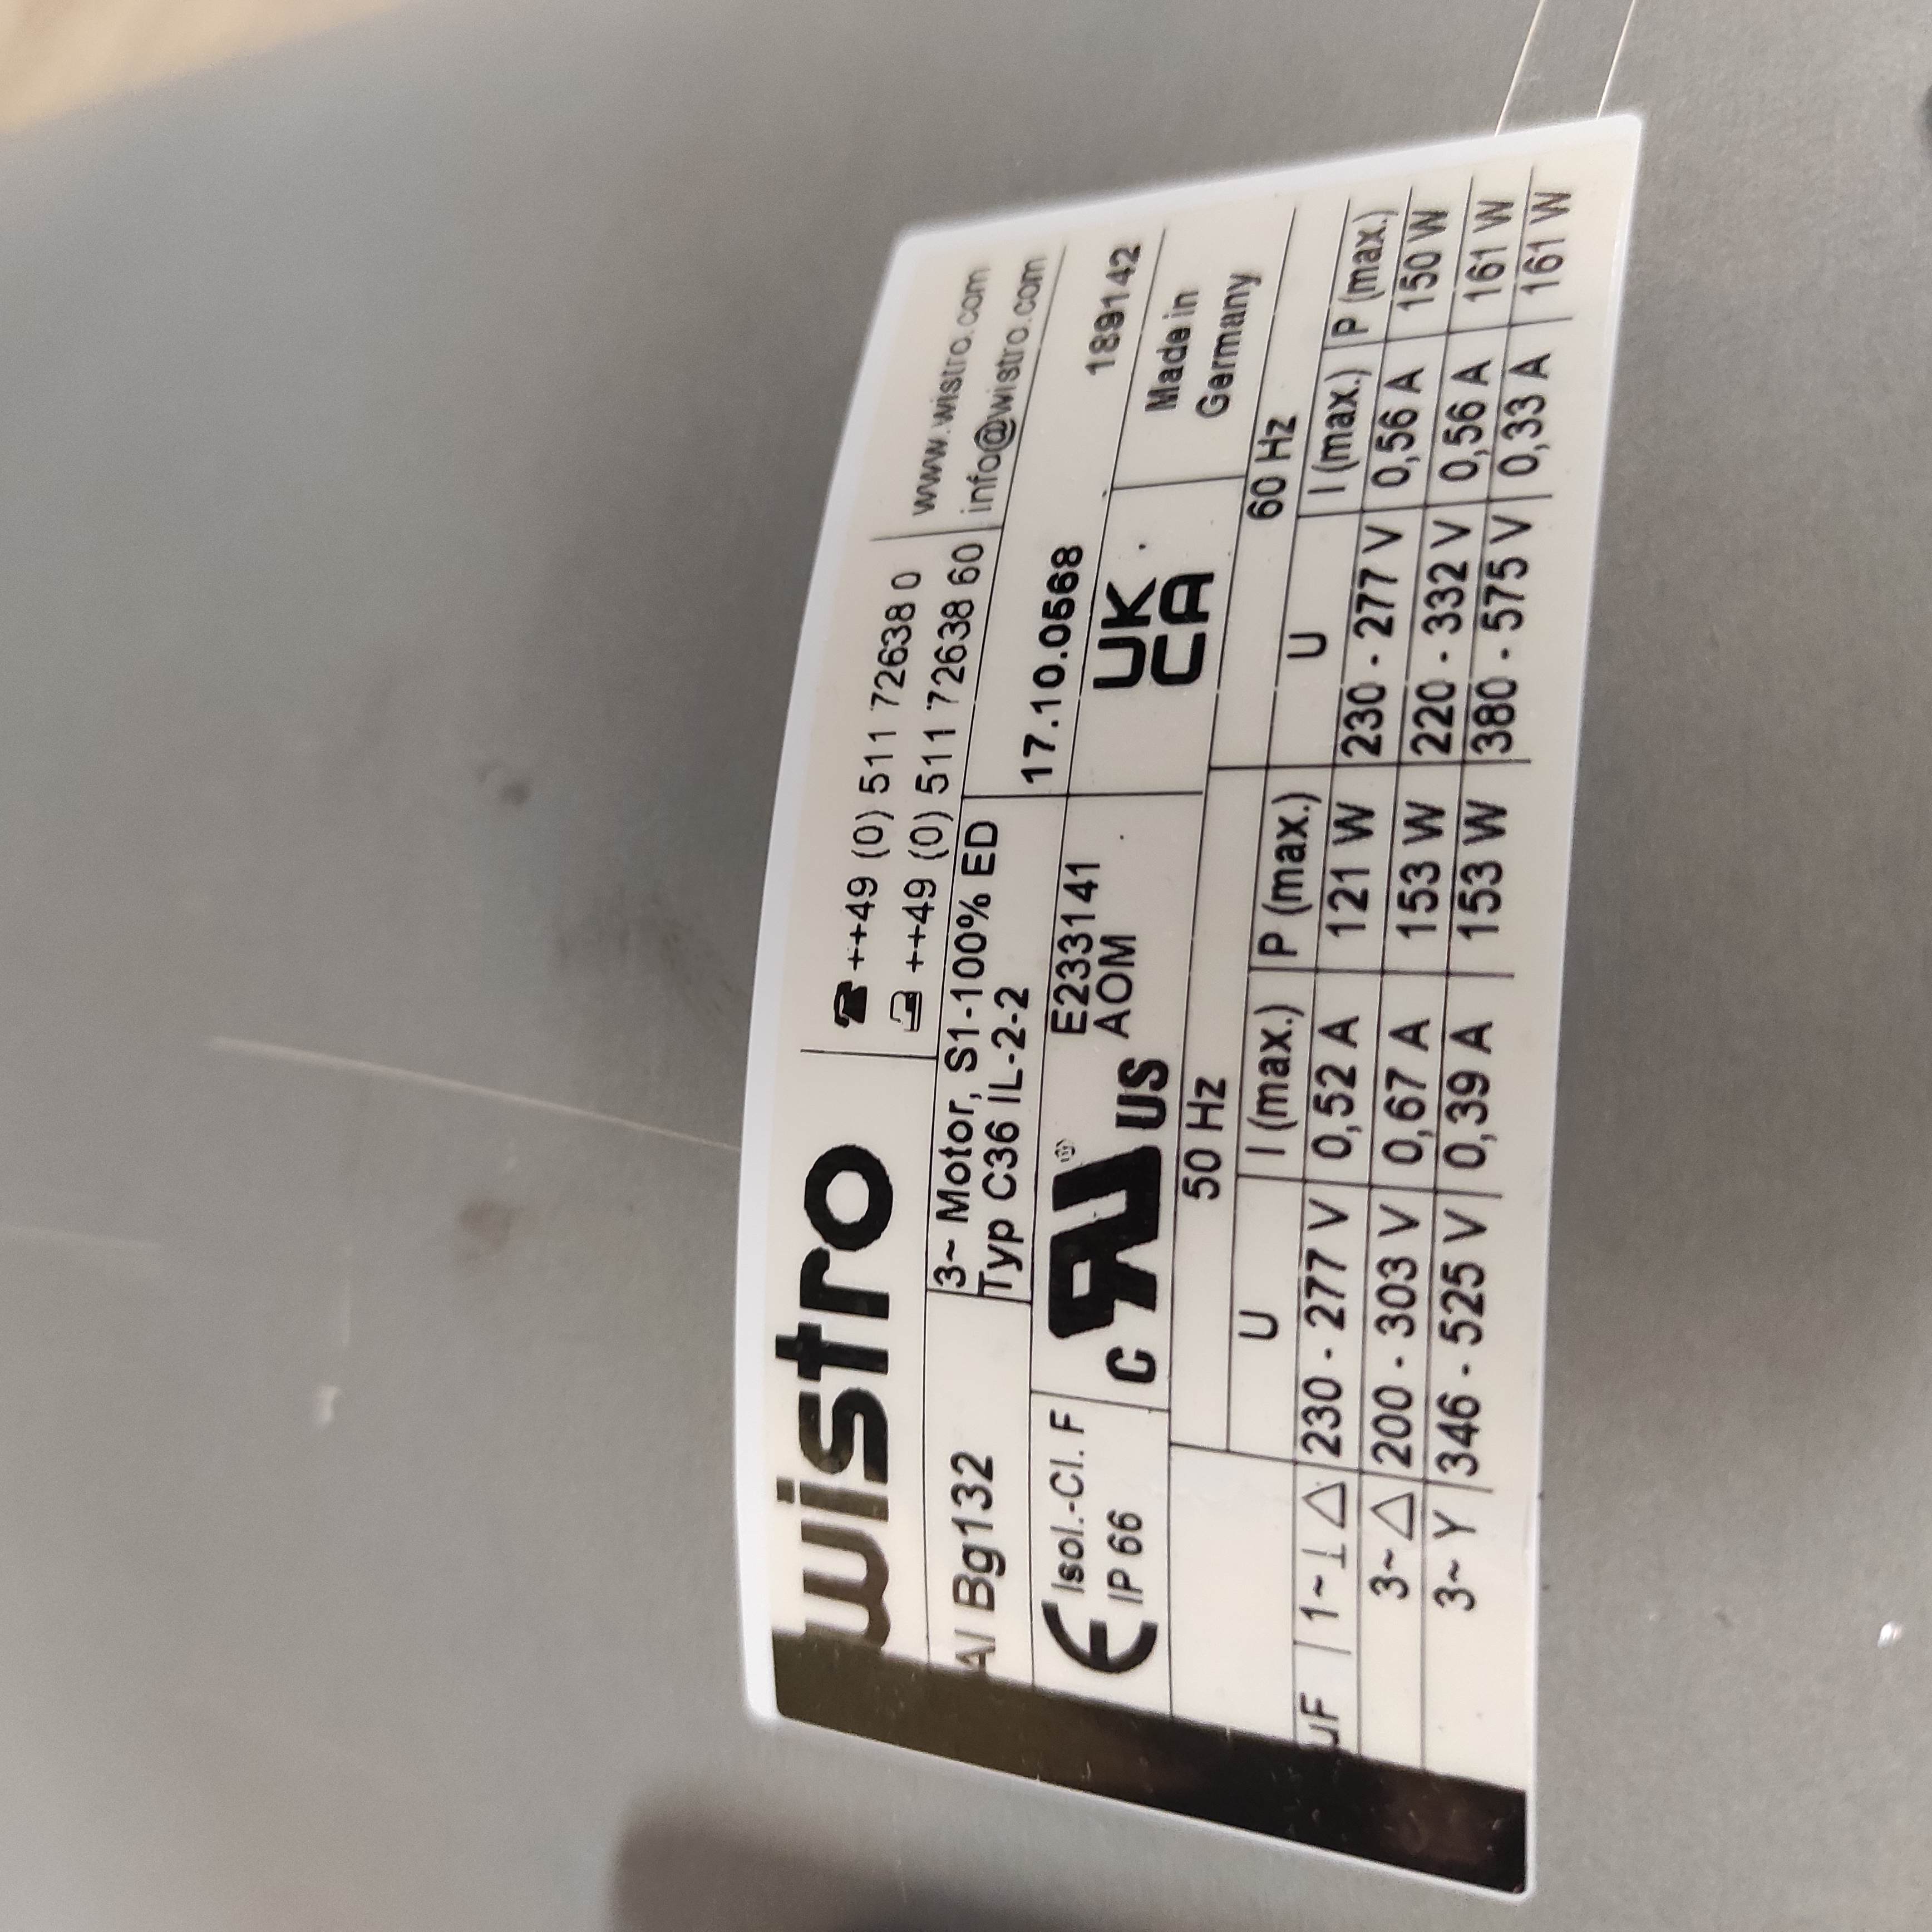 wistro
++49 (0) 511 72638 0
++49 (0) 511 72638 60
www.wistro.com
info@wistro.com
Bg132
3~ Motor, S1-100% ED
Typ C36 IL-2-2
17.10.0568
189142
CE Isol.-Cl. F
IP 66
c RU ® US
E233141
AOM
UK
CA
Made in
Germany
50 Hz 60 Hz
U I (max.) P (max.) U I (max.) P (max.)
µF 1~ ⊥ △ 230 - 277 V 0,52 A 121 W 230 - 277 V 0,56 A 150 W
3~ △ 200 - 303 V 0,67 A 153 W 220 - 332 V 0,56 A 161 W
3~ Y 346 - 525 V 0,39 A 153 W 380 - 575 V 0,33 A 161 W